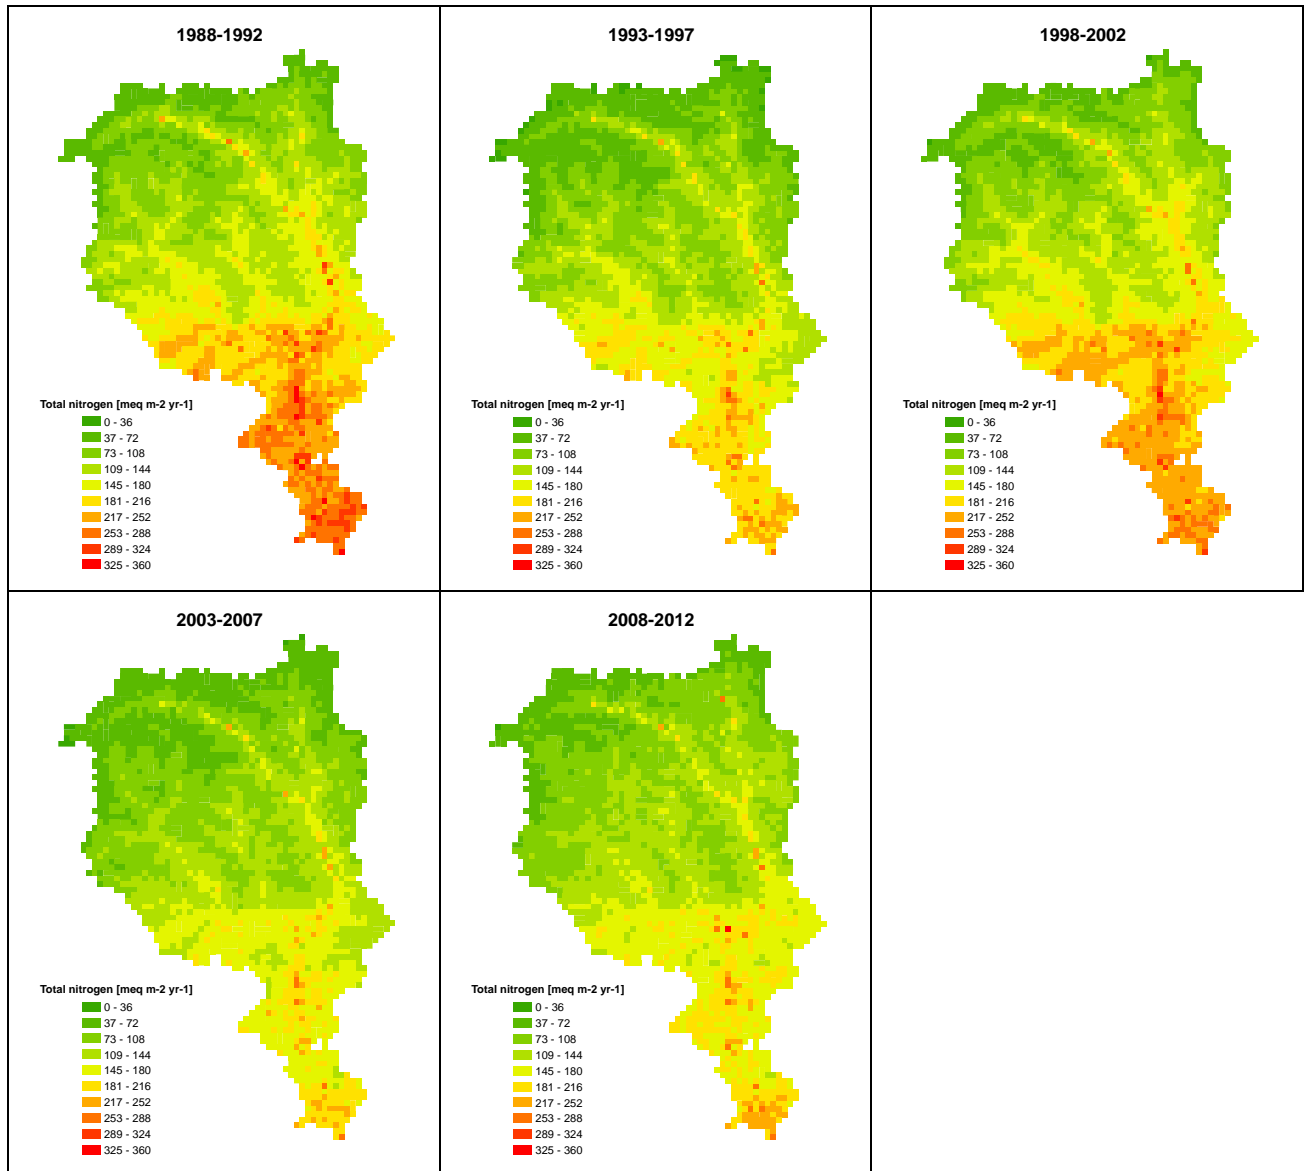 1988-1992
Total nitrogen [meq m-2 yr-1]
0 - 36
37 - 72
73 - 108
109 - 144
145 - 180
181 - 216
217 - 252
253 - 288
289 - 324
325 - 360
1993-1997
Total nitrogen [meq m-2 yr-1]
0 - 36
37 - 72
73 - 108
109 - 144
145 - 180
181 - 216
217 - 252
253 - 288
289 - 324
325 - 360
1998-2002
Total nitrogen [meq m-2 yr-1]
0 - 36
37 - 72
73 - 108
109 - 144
145 - 180
181 - 216
217 - 252
253 - 288
289 - 324
325 - 360
2003-2007
Total nitrogen [meq m-2 yr-1]
0 - 36
37 - 72
73 - 108
109 - 144
145 - 180
181 - 216
217 - 252
253 - 288
289 - 324
325 - 360
2008-2012
Total nitrogen [meq m-2 yr-1]
0 - 36
37 - 72
73 - 108
109 - 144
145 - 180
181 - 216
217 - 252
253 - 288
289 - 324
325 - 360